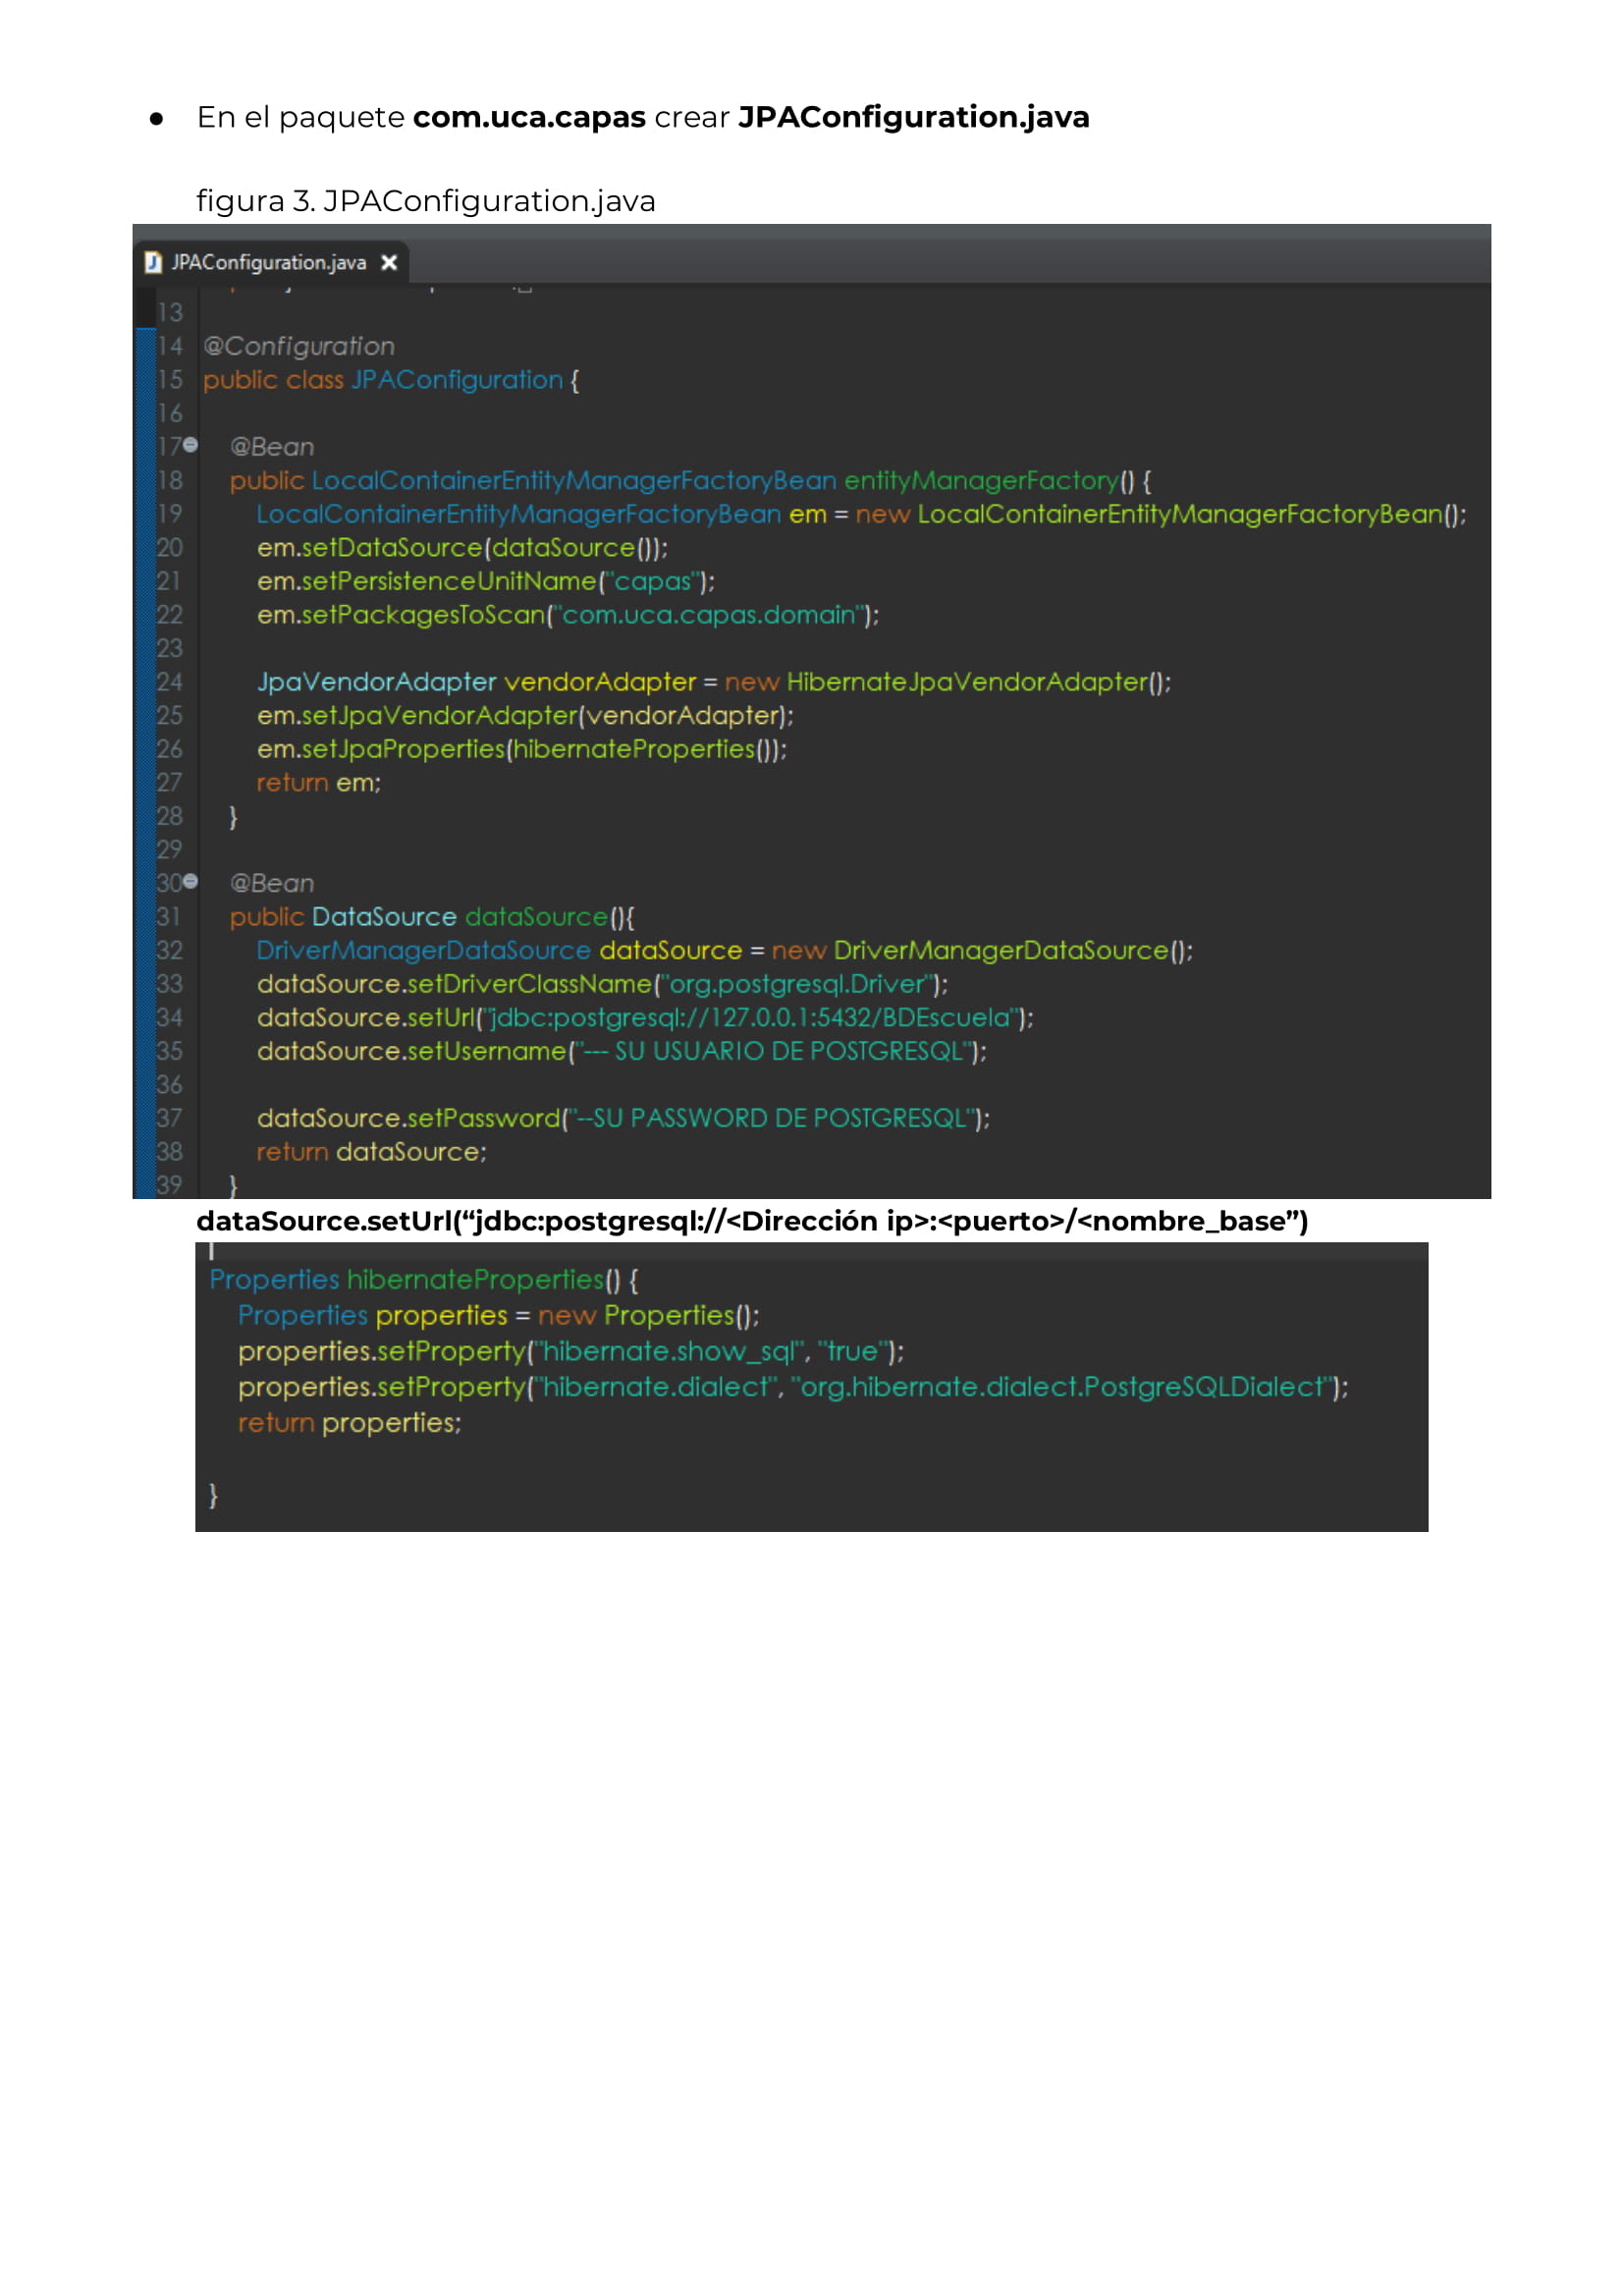 ● En el paquete com.uca.capas crear JPAConfiguration.java
figura 3. JPAConfiguration.java
JPAConfiguration.java
13
14 @Configuration
15 public class JPAConfiguration {
16
17 @Bean
18 public LocalContainerEntityManagerFactoryBean entityManagerFactory() {
19 LocalContainerEntityManagerFactoryBean em = new LocalContainerEntityManagerFactoryBean();
20 em.setDataSource(dataSource());
21 em.setPersistenceUnitName("capas");
22 em.setPackagesToScan("com.uca.capas.domain");
23
24 JpaVendorAdapter vendorAdapter = new HibernateJpaVendorAdapter();
25 em.setJpaVendorAdapter(vendorAdapter);
26 em.setJpaProperties(hibernateProperties());
27 return em;
28 }
29
30 @Bean
31 public DataSource dataSource(){
32 DriverManagerDataSource dataSource = new DriverManagerDataSource();
33 dataSource.setDriverClassName("org.postgresql.Driver");
34 dataSource.setUrl("jdbc:postgresql://127.0.0.1:5432/BDEscuela");
35 dataSource.setUsername("--- SU USUARIO DE POSTGRESQL");
36
37 dataSource.setPassword("--SU PASSWORD DE POSTGRESQL");
38 return dataSource;
39 }
dataSource.setUrl(“jdbc:postgresql://<Dirección ip>:<puerto>/<nombre_base”)
Properties hibernateProperties() {
Properties properties = new Properties();
properties.setProperty("hibernate.show_sql", "true");
properties.setProperty("hibernate.dialect", "org.hibernate.dialect.PostgreSQLDialect");
return properties;
}